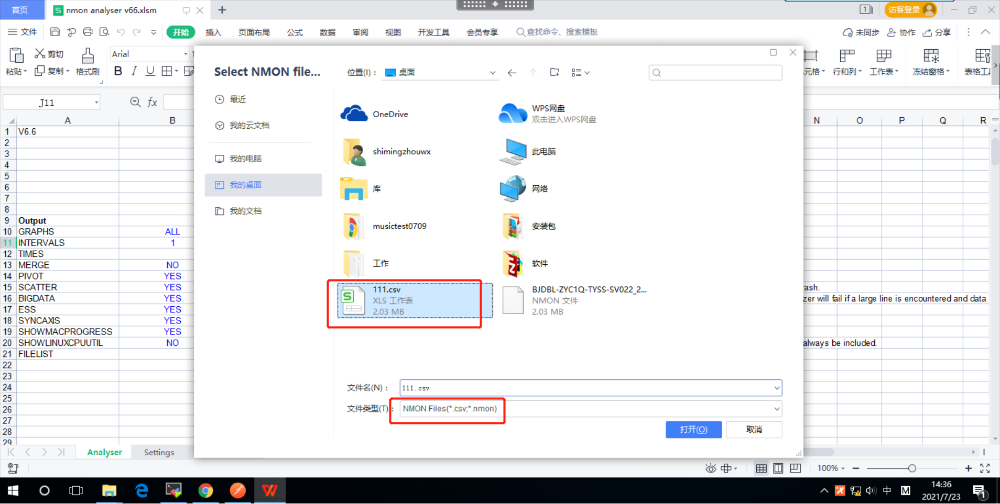 首页
nmon analyser v66.xlsm
访客登录
文件
开始
插入
页面布局
公式
数据
审阅
视图
开发工具
会员专享
查找命令、搜索模板
未同步
协作
分享
粘贴
剪切
复制
格式刷
Arial
B I U
元格
行和列
工作表
冻结窗格
表格工
J11
fx
A B N O P Q R
1 V6.6
2
3
4
5
6
7
8
9 Output
10 GRAPHS ALL
11 INTERVALS 1
12 TIMES
13 MERGE NO
14 PIVOT YES
15 SCATTER YES
16 BIGDATA YES
17 ESS YES
18 SYNCAXIS YES
19 SHOWMACPROGRESS YES
20 SHOWLINUXCPUUTIL NO
21 FILELIST
22
23
24
25
26
27
28
29
ash.
zer will fail if a large line is encountered and data
always be included.
Select NMON file...
位置(I)：
桌面
最近
我的云文档
我的电脑
我的桌面
我的文档
OneDrive
WPS网盘
双击进入WPS网盘
shimingzhouwx
此电脑
库
网络
musictest0709
安装包
工作
软件
111.csv
XLS 工作表
2.03 MB
BJDBL-ZYC1Q-TYSS-SV022_2...
NMON 文件
2.03 MB
文件名(N)：
111.csv
文件类型(T)：
NMON Files(*.csv;*.nmon)
打开(O)
取消
Analyser
Settings
100%
中
M
14:36
2021/7/23
1